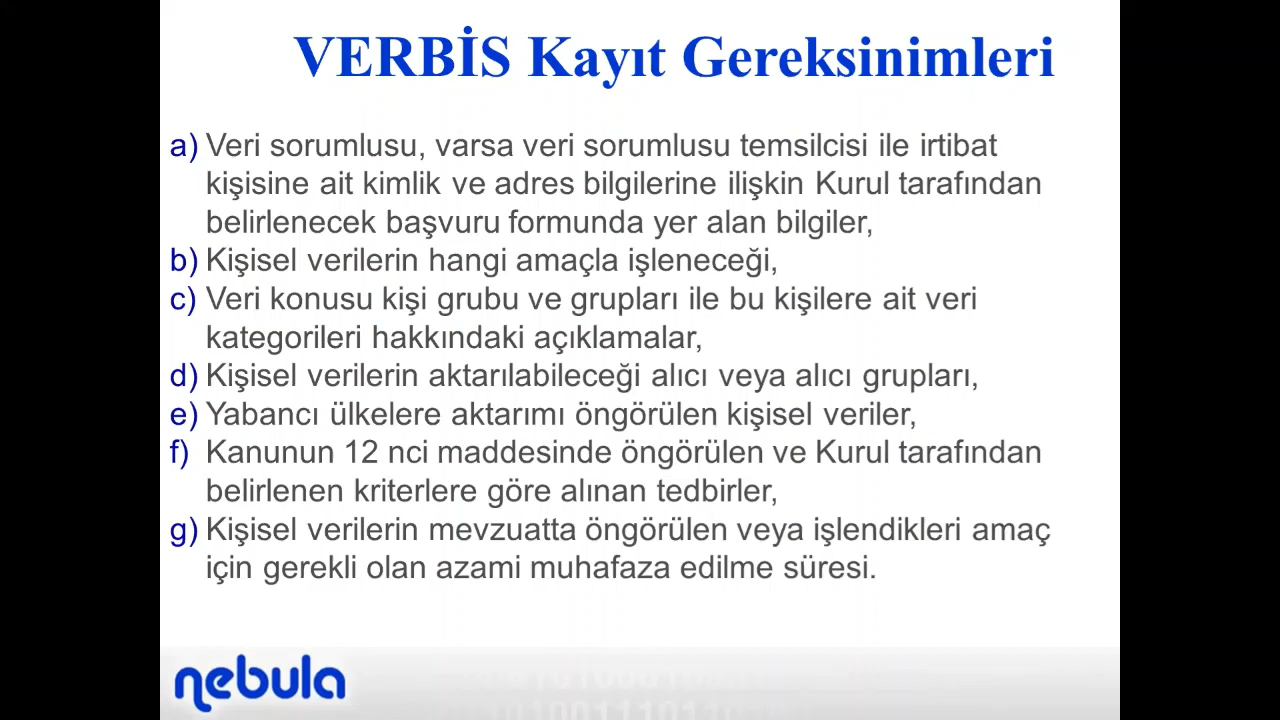 VERBİS Kayıt Gereksinimleri
a) Veri sorumlusu, varsa veri sorumlusu temsilcisi ile irtibat
kişisine ait kimlik ve adres bilgilerine ilişkin Kurul tarafından
belirlenecek başvuru formunda yer alan bilgiler,
b) Kişisel verilerin hangi amaçla işleneceği,
c) Veri konusu kişi grubu ve grupları ile bu kişilere ait veri
kategorileri hakkındaki açıklamalar,
d) Kişisel verilerin aktarılabileceği alıcı veya alıcı grupları,
e) Yabancı ülkelere aktarımı öngörülen kişisel veriler,
f) Kanunun 12 nci maddesinde öngörülen ve Kurul tarafından
belirlenen kriterlere göre alınan tedbirler,
g) Kişisel verilerin mevzuatta öngörülen veya işlendikleri amaç
için gerekli olan azami muhafaza edilme süresi.
nebula